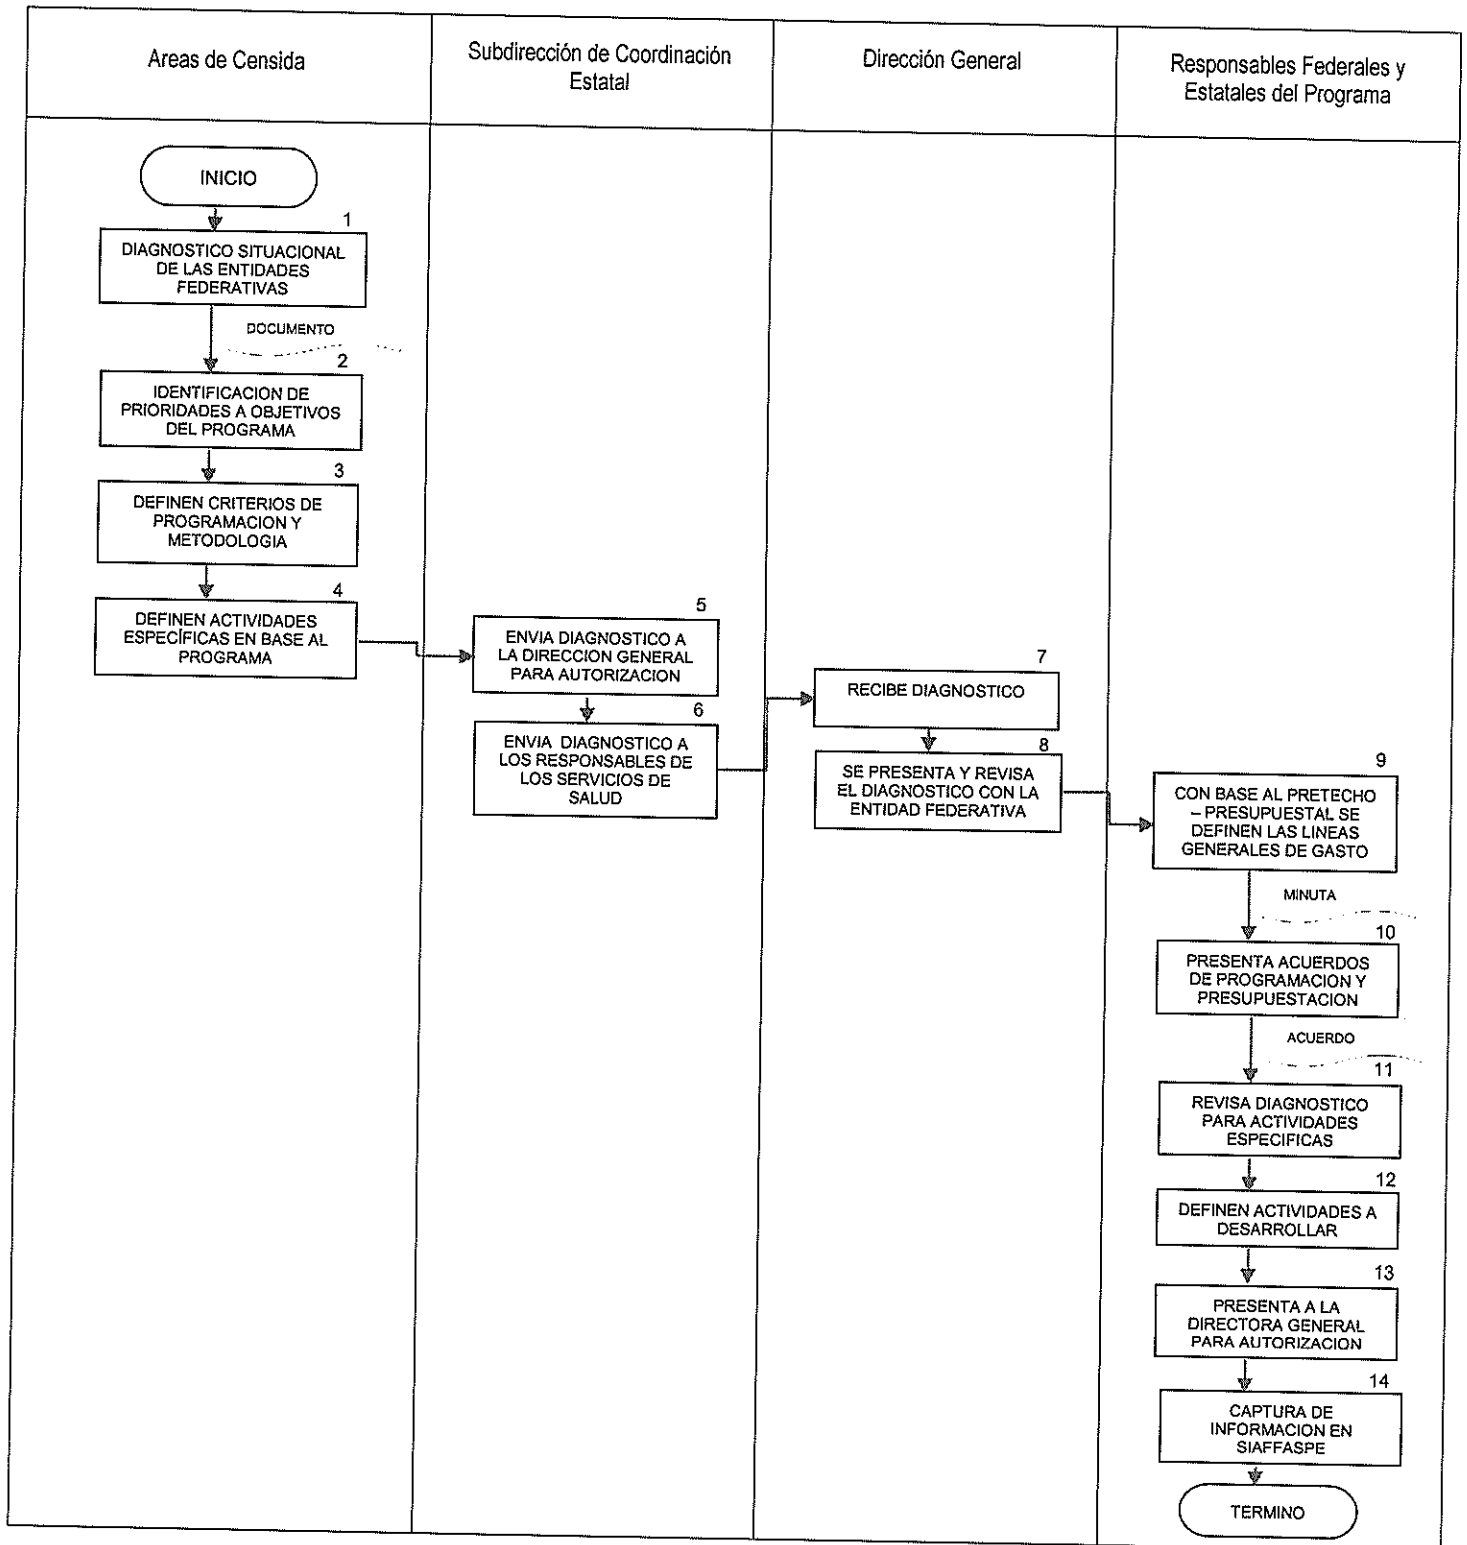 Areas de Censida
Subdirección de Coordinación
Estatal
Dirección General
Responsables Federales y
Estatales del Programa
INICIO
1
DIAGNOSTICO SITUACIONAL
DE LAS ENTIDADES
FEDERATIVAS
DOCUMENTO
2
IDENTIFICACION DE
PRIORIDADES A OBJETIVOS
DEL PROGRAMA
3
DEFINEN CRITERIOS DE
PROGRAMACION Y
METODOLOGIA
4
DEFINEN ACTIVIDADES
ESPECÍFICAS EN BASE AL
PROGRAMA
5
ENVIA DIAGNOSTICO A
LA DIRECCION GENERAL
PARA AUTORIZACION
6
ENVIA DIAGNOSTICO A
LOS RESPONSABLES DE
LOS SERVICIOS DE
SALUD
7
RECIBE DIAGNOSTICO
8
SE PRESENTA Y REVISA
EL DIAGNOSTICO CON LA
ENTIDAD FEDERATIVA
9
CON BASE AL PRETECHO
– PRESUPUESTAL SE
DEFINEN LAS LINEAS
GENERALES DE GASTO
MINUTA
10
PRESENTA ACUERDOS
DE PROGRAMACION Y
PRESUPUESTACION
ACUERDO
11
REVISA DIAGNOSTICO
PARA ACTIVIDADES
ESPECIFICAS
12
DEFINEN ACTIVIDADES A
DESARROLLAR
13
PRESENTA A LA
DIRECTORA GENERAL
PARA AUTORIZACION
14
CAPTURA DE
INFORMACION EN
SIAFFASPE
TERMINO